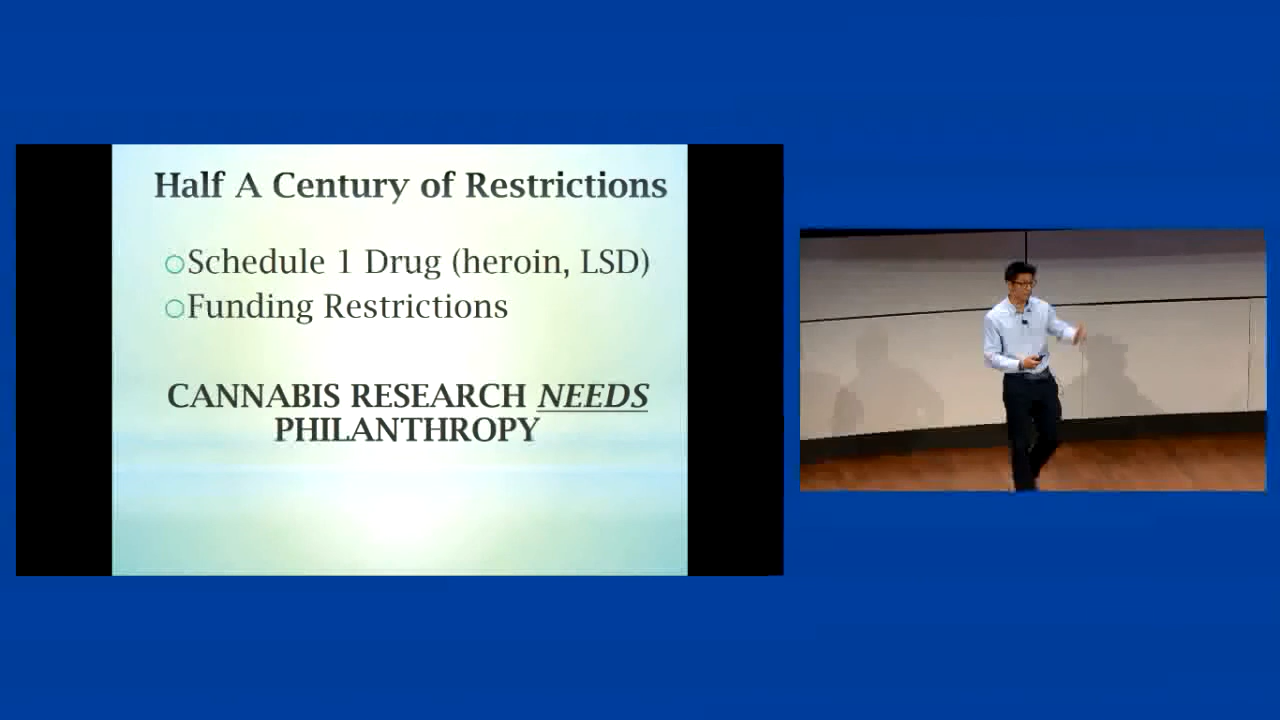 Half A Century of Restrictions
Schedule 1 Drug (heroin, LSD)
Funding Restrictions
CANNABIS RESEARCH NEEDS
PHILANTHROPY